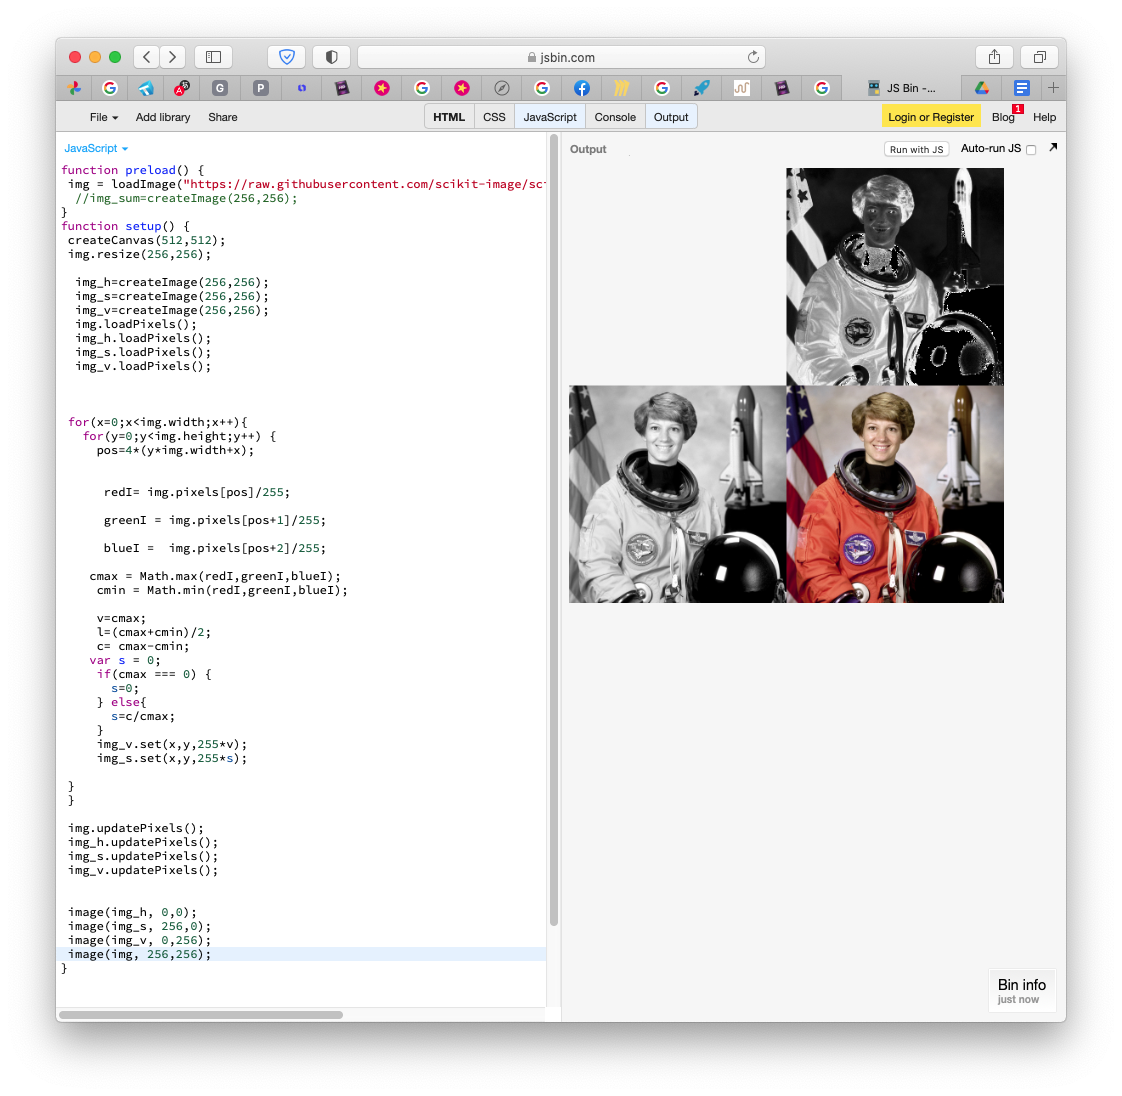 jsbin.com
G
P
JS Bin -...
File
Add library
Share
HTML
CSS
JavaScript
Console
Output
Login or Register
Blog
1
Help
JavaScript
Output
Run with JS
Auto-run JS
function preload() {
img = loadImage("https://raw.githubusercontent.com/scikit-image/sci
//img_sum=createImage(256,256);
}
function setup() {
createCanvas(512,512);
img.resize(256,256);
img_h=createImage(256,256);
img_s=createImage(256,256);
img_v=createImage(256,256);
img.loadPixels();
img_h.loadPixels();
img_s.loadPixels();
img_v.loadPixels();
for(x=0;x<img.width;x++){
for(y=0;y<img.height;y++) {
pos=4*(y*img.width+x);
redI= img.pixels[pos]/255;
greenI = img.pixels[pos+1]/255;
blueI =  img.pixels[pos+2]/255;
cmax = Math.max(redI,greenI,blueI);
cmin = Math.min(redI,greenI,blueI);
v=cmax;
l=(cmax+cmin)/2;
c= cmax-cmin;
var s = 0;
if(cmax === 0) {
s=0;
} else{
s=c/cmax;
}
img_v.set(x,y,255*v);
img_s.set(x,y,255*s);
}
}
img.updatePixels();
img_h.updatePixels();
img_s.updatePixels();
img_v.updatePixels();
image(img_h, 0,0);
image(img_s, 256,0);
image(img_v, 0,256);
image(img, 256,256);
}
Bin info
just now